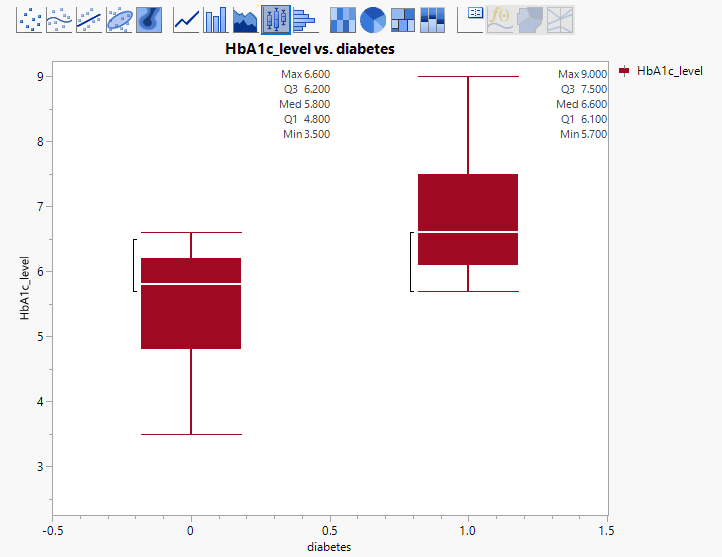 HbA1c_level vs. diabetes
Max 6.600
Q3 6.200
Med 5.800
Q1 4.800
Min 3.500
Max 9.000
Q3 7.500
Med 6.600
Q1 6.100
Min 5.700
HbA1c_level
9
8
7
6
5
4
3
HbA1c_level
-0.5 0 0.5 1.0 1.5
diabetes